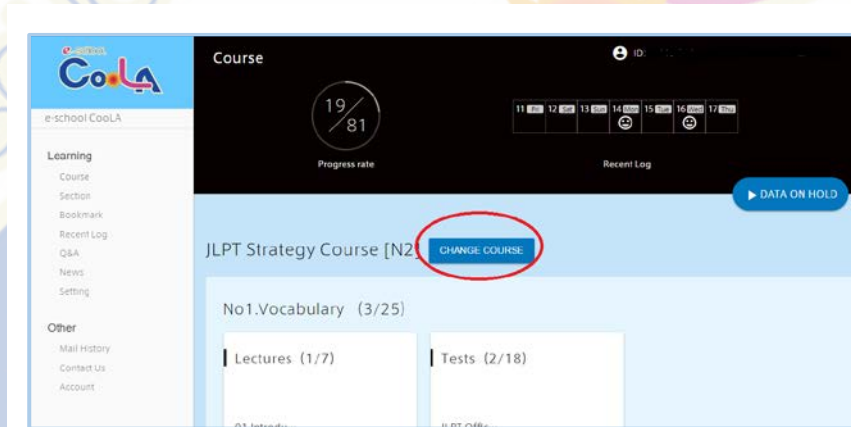 e-school
CooLA
e-school CooLA
Learning
Course
Section
Bookmark
Recent Log
Q&A
News
Setting
Other
Mail History
Contact Us
Account
Course
ID:
19/81
Progress rate
11 Fri 12 Sat 13 Sun 14 Mon 15 Tue 16 Wed 17 Thu
Recent Log
DATA ON HOLD
JLPT Strategy Course [N2] CHANGE COURSE
No1.Vocabulary (3/25)
Lectures (1/7)
Tests (2/18)